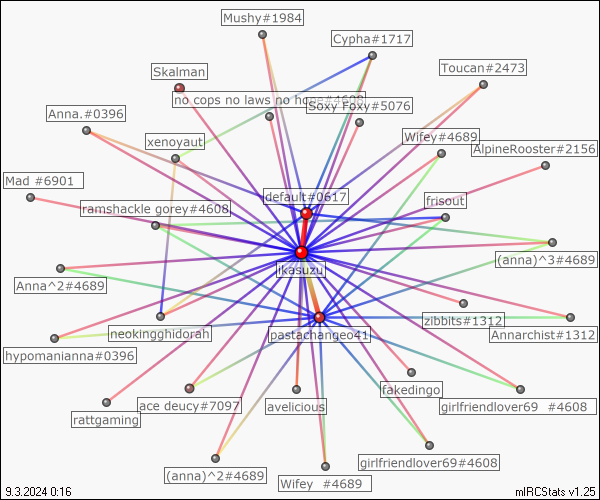 Mushy#1984
Cypha#1717
Toucan#2473
Skalman
no cops no laws no hope#4608
Soxy Foxy#5076
Anna.#0396
xenoyaut
Wifey#4689
AlpineRooster#2156
Mad #6901
default#0617
frisout
ramshackle gorey#4608
(anna)^3#4689
ikasuzu
Anna^2#4689
zibbits#1312
Annarchist#1312
neokingghidorah
pastachangeo41
hypomanianna#0396
fakedingo
rattgaming
ace deucy#7097
avelicious
girlfriendlover69 #4608
(anna)^2#4689
girlfriendlover69#4608
Wifey #4689
9.3.2024 0:16
mIRCStats v1.25